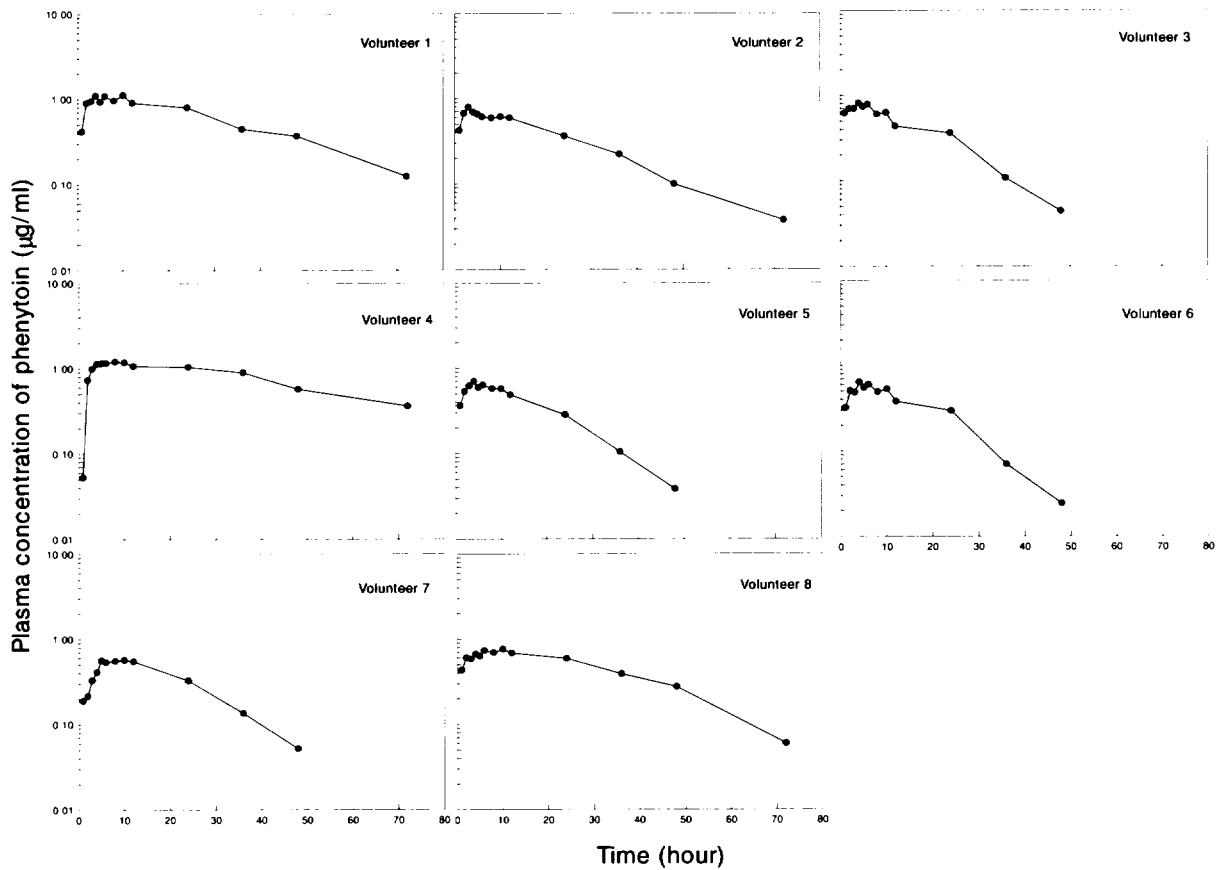 10 00
Volunteer 1
Volunteer 2
Volunteer 3
1 00
0 10
0 01
10 00
Volunteer 4
Volunteer 5
Volunteer 6
1 00
0 10
0 01
0 10 20 30 40 50 60 70 80
10 00
Volunteer 7
Volunteer 8
1 00
0 10
0 01
0 10 20 30 40 50 60 70
0 10 20 30 40 50 60 70 80
Plasma concentration of phenytoin (μg/ml)
Time (hour)